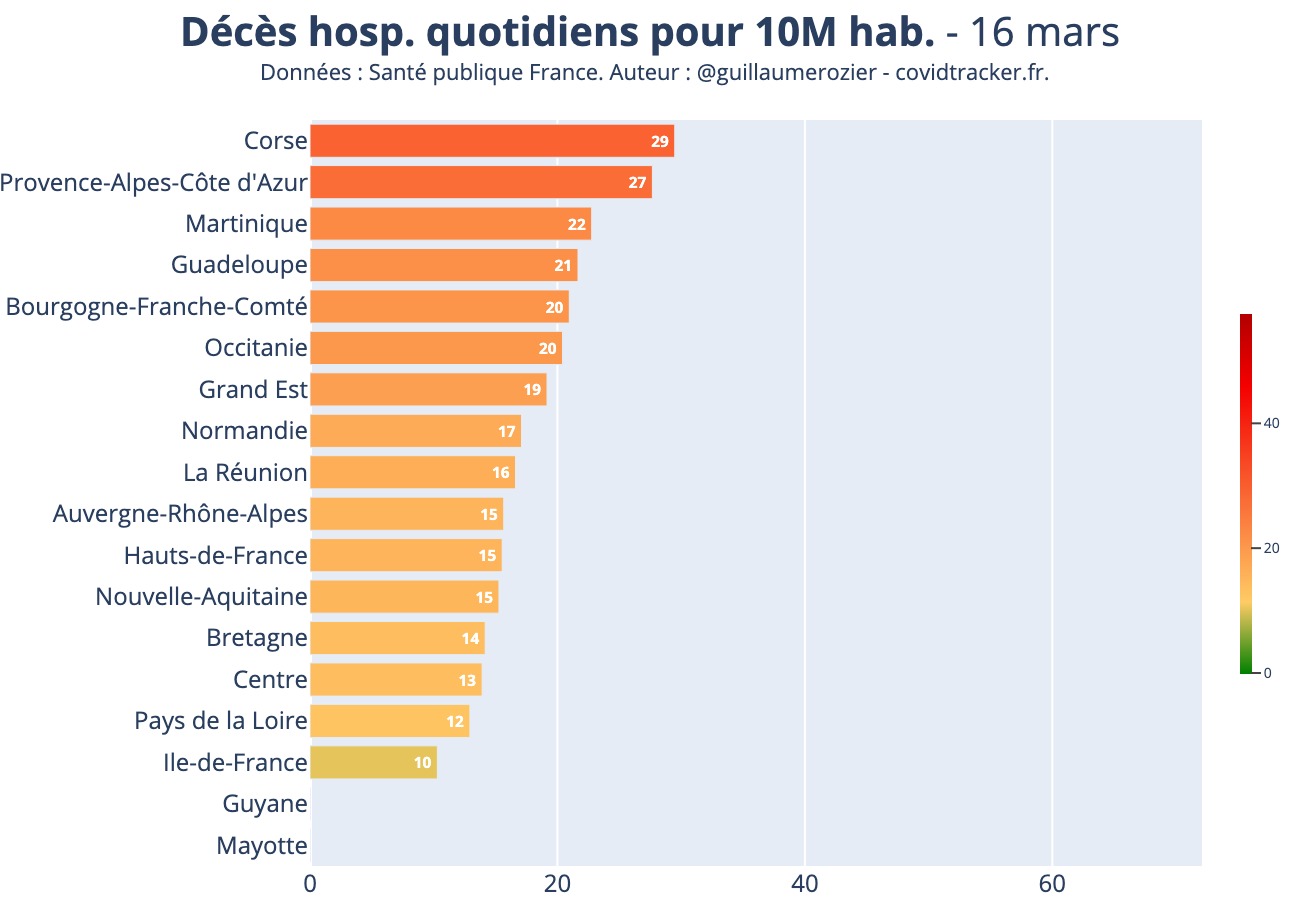 Décès hosp. quotidiens pour 10M hab. - 16 mars
Données : Santé publique France. Auteur : @guillaumerozier - covidtracker.fr.
Corse 29
Provence-Alpes-Côte d'Azur 27
Martinique 22
Guadeloupe 21
Bourgogne-Franche-Comté 20
Occitanie 20
Grand Est 19
Normandie 17
La Réunion 16
Auvergne-Rhône-Alpes 15
Hauts-de-France 15
Nouvelle-Aquitaine 15
Bretagne 14
Centre 13
Pays de la Loire 12
Ile-de-France 10
Guyane
Mayotte
0 20 40 60
40
20
0